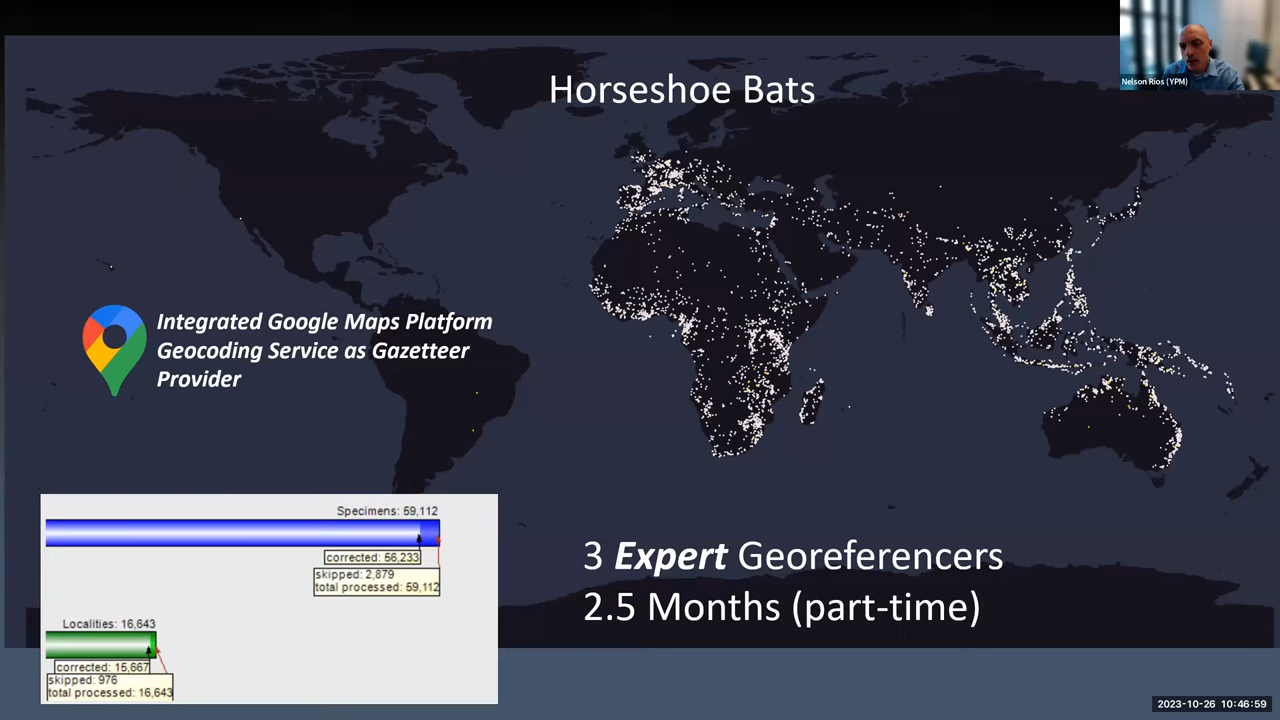 Horseshoe Bats
Nelson Rios (YPM)
Integrated Google Maps Platform
Geocoding Service as Gazetteer
Provider
Specimens: 59,112
corrected: 56,233
skipped: 2,879
total processed: 59,112
Localities: 16,643
corrected: 15,667
skipped: 976
total processed: 16,643
3 Expert Georeferencers
2.5 Months (part-time)
2023-10-26 10:46:59